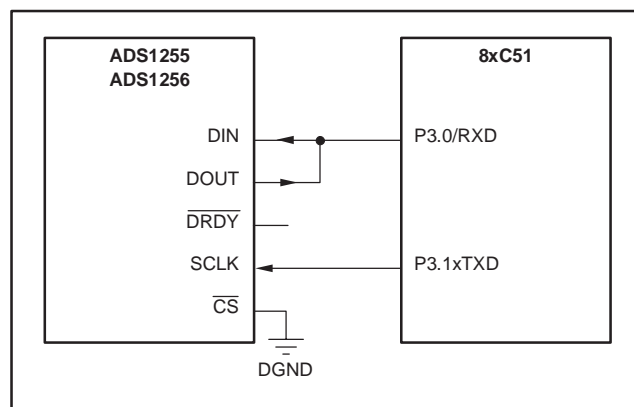 ADS1255
ADS1256
8xC51
DIN
P3.0/RXD
DOUT
DRDY
SCLK
P3.1xTXD
CS
DGND